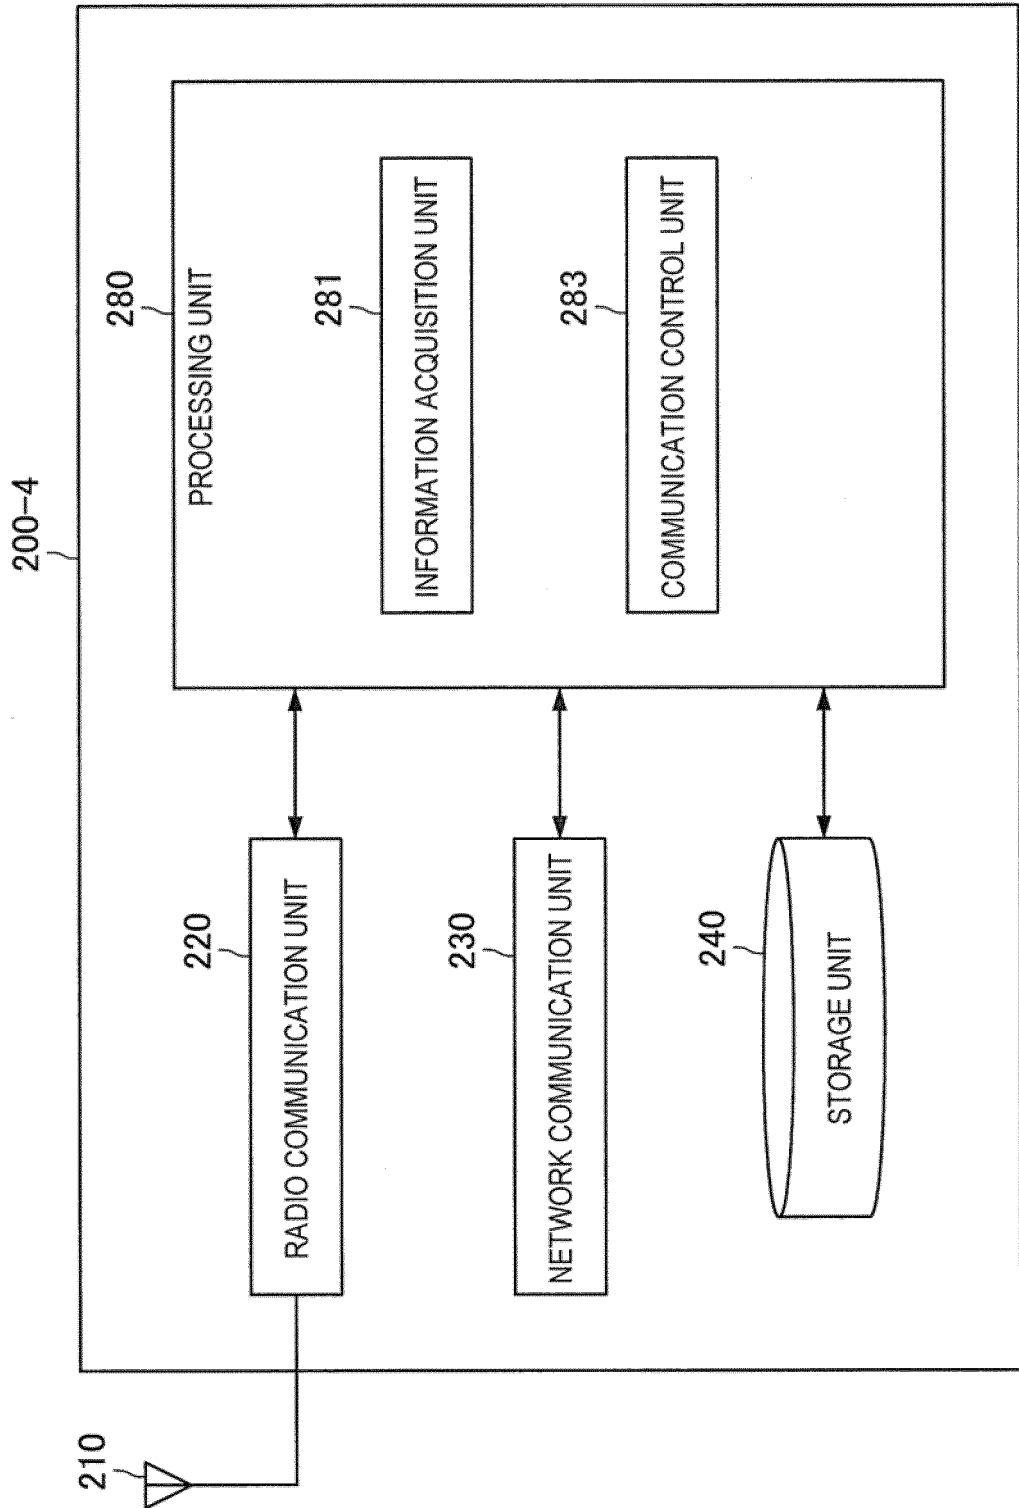 200-4
210
220
RADIO COMMUNICATION UNIT
230
NETWORK COMMUNICATION UNIT
240
STORAGE UNIT
280
PROCESSING UNIT
281
INFORMATION ACQUISITION UNIT
283
COMMUNICATION CONTROL UNIT